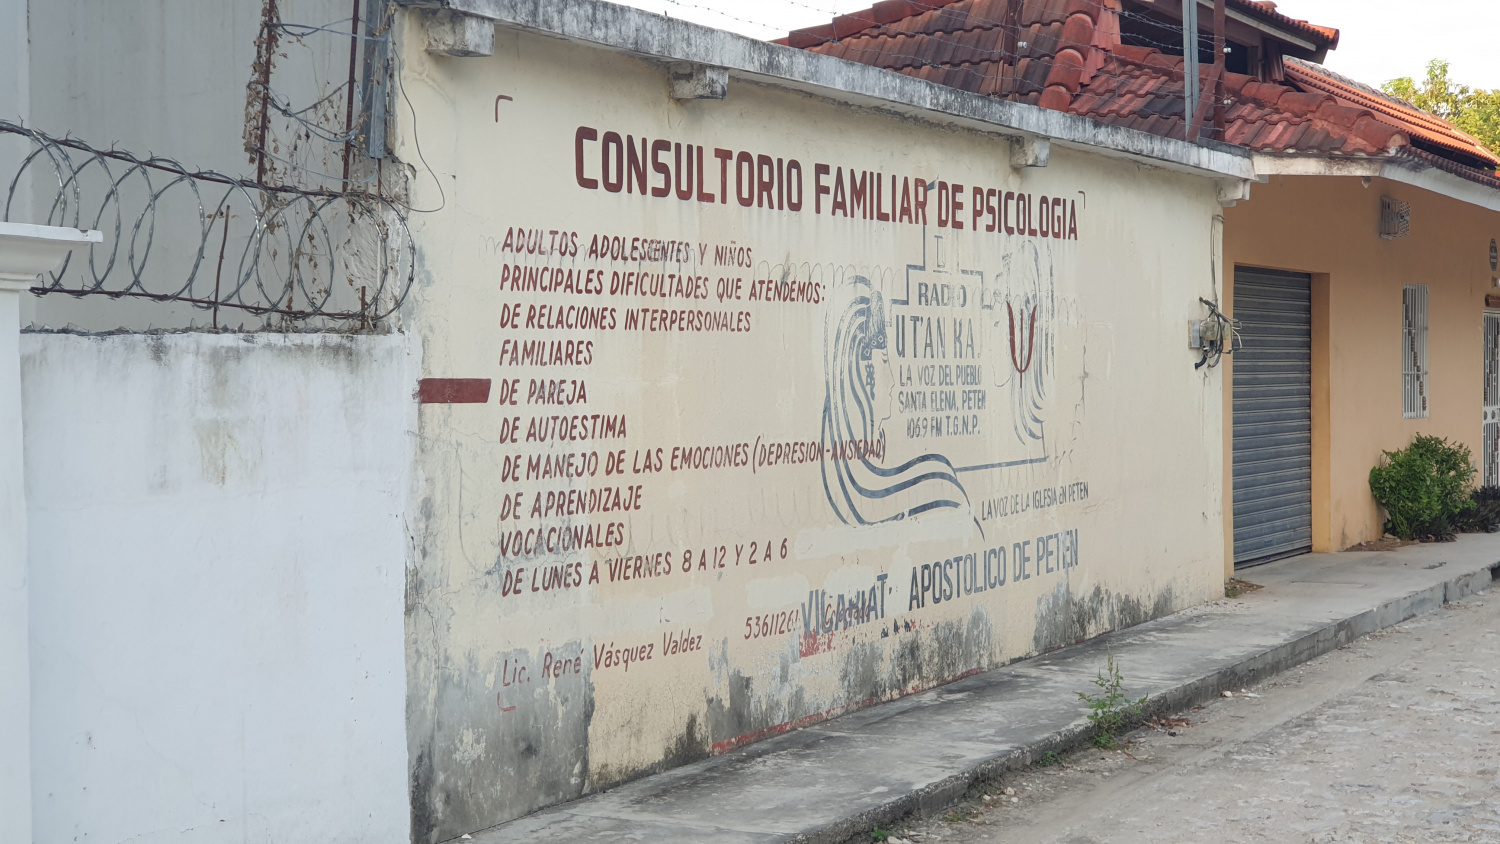 CONSULTORIO FAMILIAR DE PSICOLOGIA
ADULTOS ADOLESCENTES Y NIÑOS
PRINCIPALES DIFICULTADES QUE ATENDEMOS:
DE RELACIONES INTERPERSONALES
FAMILIARES
DE PAREJA
DE AUTOESTIMA
DE MANEJO DE LAS EMOCIONES (DEPRESION-ANSIEDAD)
DE APRENDIZAJE
VOCACIONALES
DE LUNES A VIERNES 8 A 12 Y 2 A 6
Lic. René Vásquez Valdez 53611261
RADIO
UTAN KAJ
LA VOZ DEL PUEBLO
SANTA ELENA, PETEN
106.9 FM T.G.N.P.
LA VOZ DE LA IGLESIA en PETEN
APOSTOLICO DE PETEN